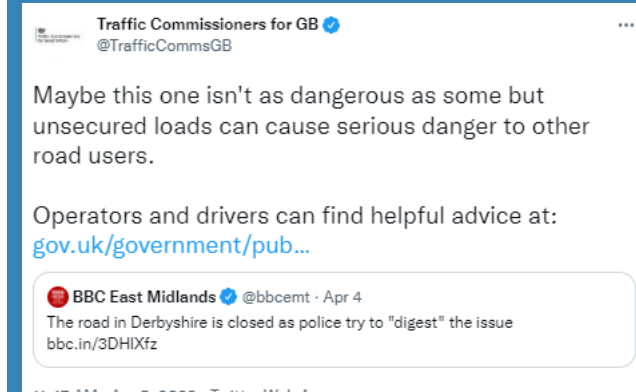 Traffic Commissioners for GB
@TrafficCommsGB
Maybe this one isn't as dangerous as some but
unsecured loads can cause serious danger to other
road users.
Operators and drivers can find helpful advice at:
gov.uk/government/pub...
BBC East Midlands @bbcemt · Apr 4
The road in Derbyshire is closed as police try to "digest" the issue
bbc.in/3DHlXfz